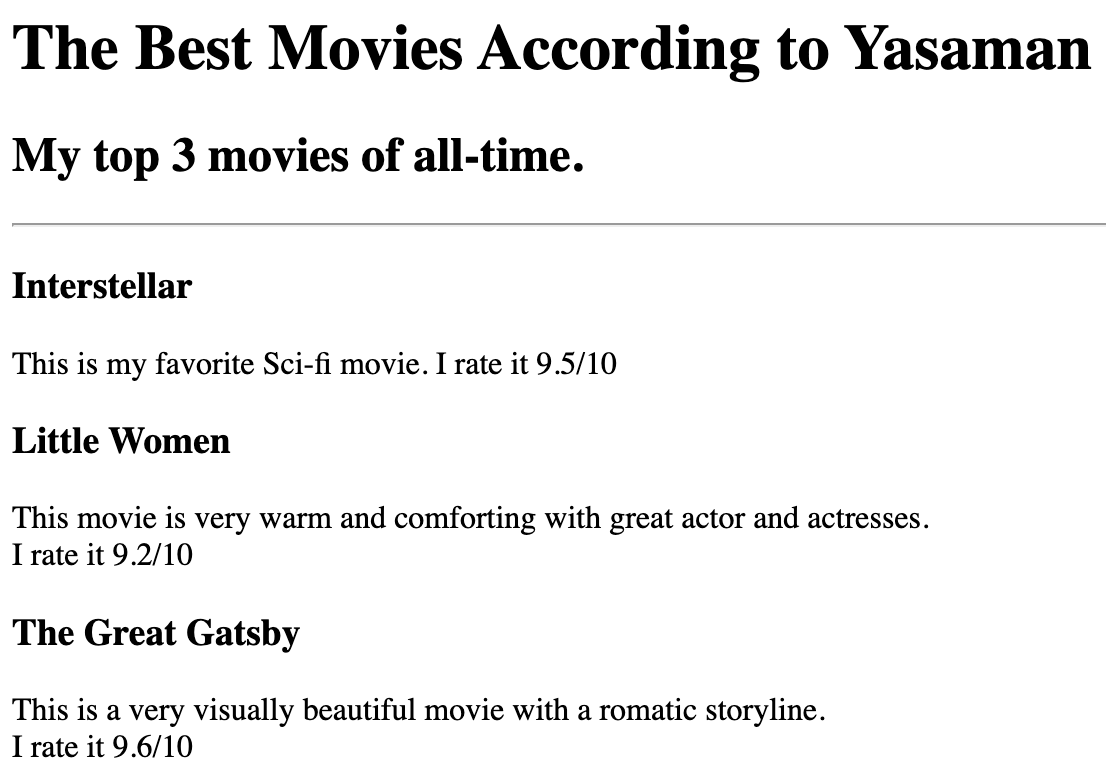 The Best Movies According to Yasaman
My top 3 movies of all-time.
Interstellar
This is my favorite Sci-fi movie. I rate it 9.5/10
Little Women
This movie is very warm and comforting with great actor and actresses.
I rate it 9.2/10
The Great Gatsby
This is a very visually beautiful movie with a romatic storyline.
I rate it 9.6/10